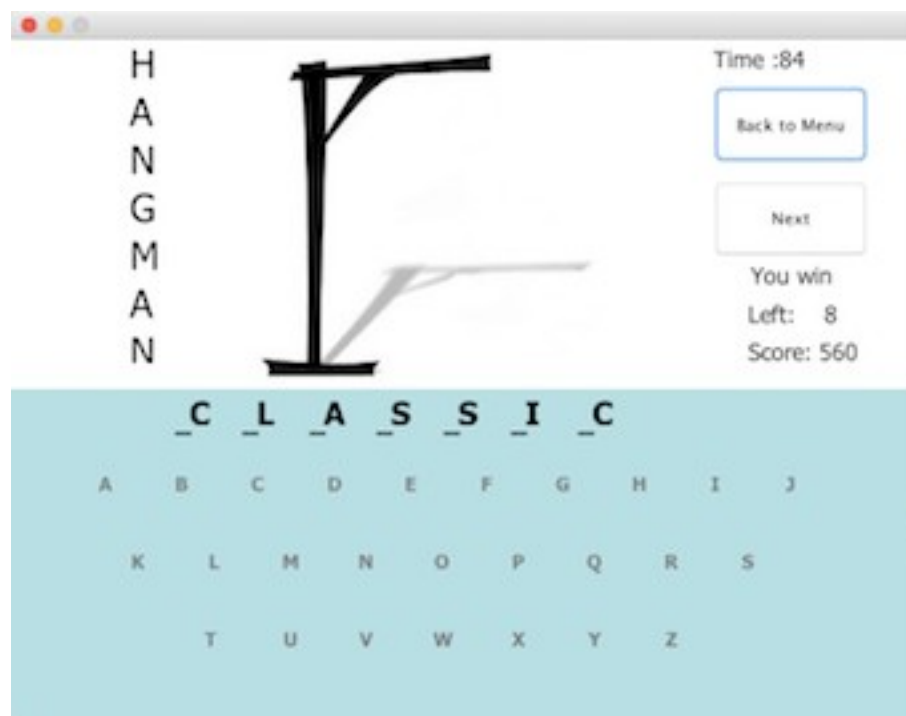 H
A
N
G
M
A
N
Time :84
Back to Menu
Next
You win
Left: 8
Score: 560
_C _L _A _S _S _I _C
A B C D E F G H I J
K L M N O P Q R S
T U V W X Y Z